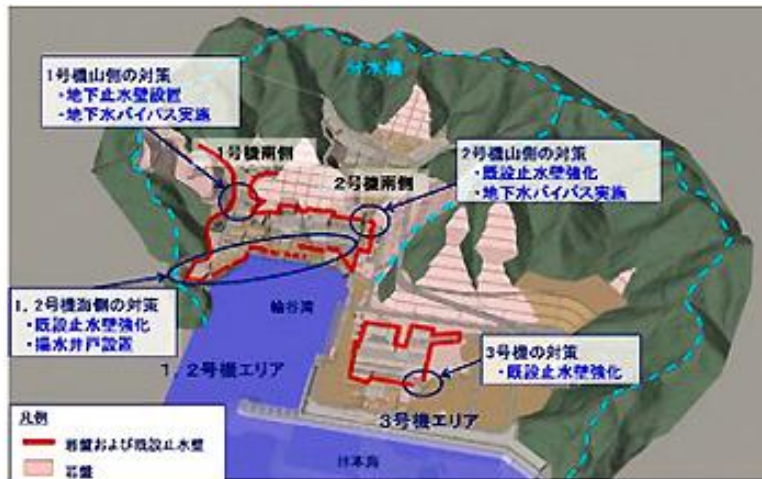 分水嶺
1号機山側の対策
・地下止水壁設置
・地下水バイパス実施
1号機南側
2号機南側
2号機山側の対策
・既設止水壁強化
・地下水バイパス実施
1，2号機海側の対策
・既設止水壁強化
・揚水井戸設置
輪谷湾
1，2号機エリア
3号機の対策
・既設止水壁強化
3号機エリア
日本海
凡例
岩盤および既設止水壁
岩盤